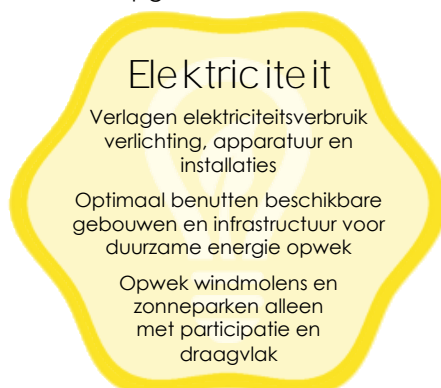 Elektriciteit
Verlagen elektriciteitsverbruik
verlichting, apparatuur en
installaties
Optimaal benutten beschikbare
gebouwen en infrastructuur voor
duurzame energie opwek
Opwek windmolens en
zonneparken alleen
met participatie en
draagvlak